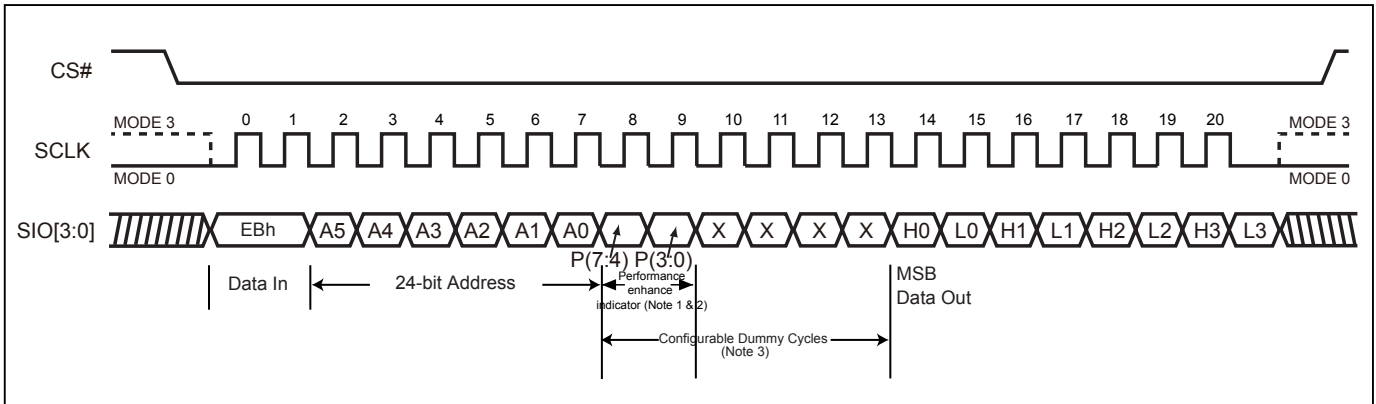 CS#
MODE 3 0 1 2 3 4 5 6 7 8 9 10 11 12 13 14 15 16 17 18 19 20 MODE 3
SCLK
MODE 0 MODE 0
SIO[3:0] EBh A5 A4 A3 A2 A1 A0 X X X X H0 L0 H1 L1 H2 L2 H3 L3
P(7:4) P(3:0)
Data In 24-bit Address
Performance
enhance
indicator (Note 1 & 2)
MSB
Data Out
Configurable Dummy Cycles
(Note 3)